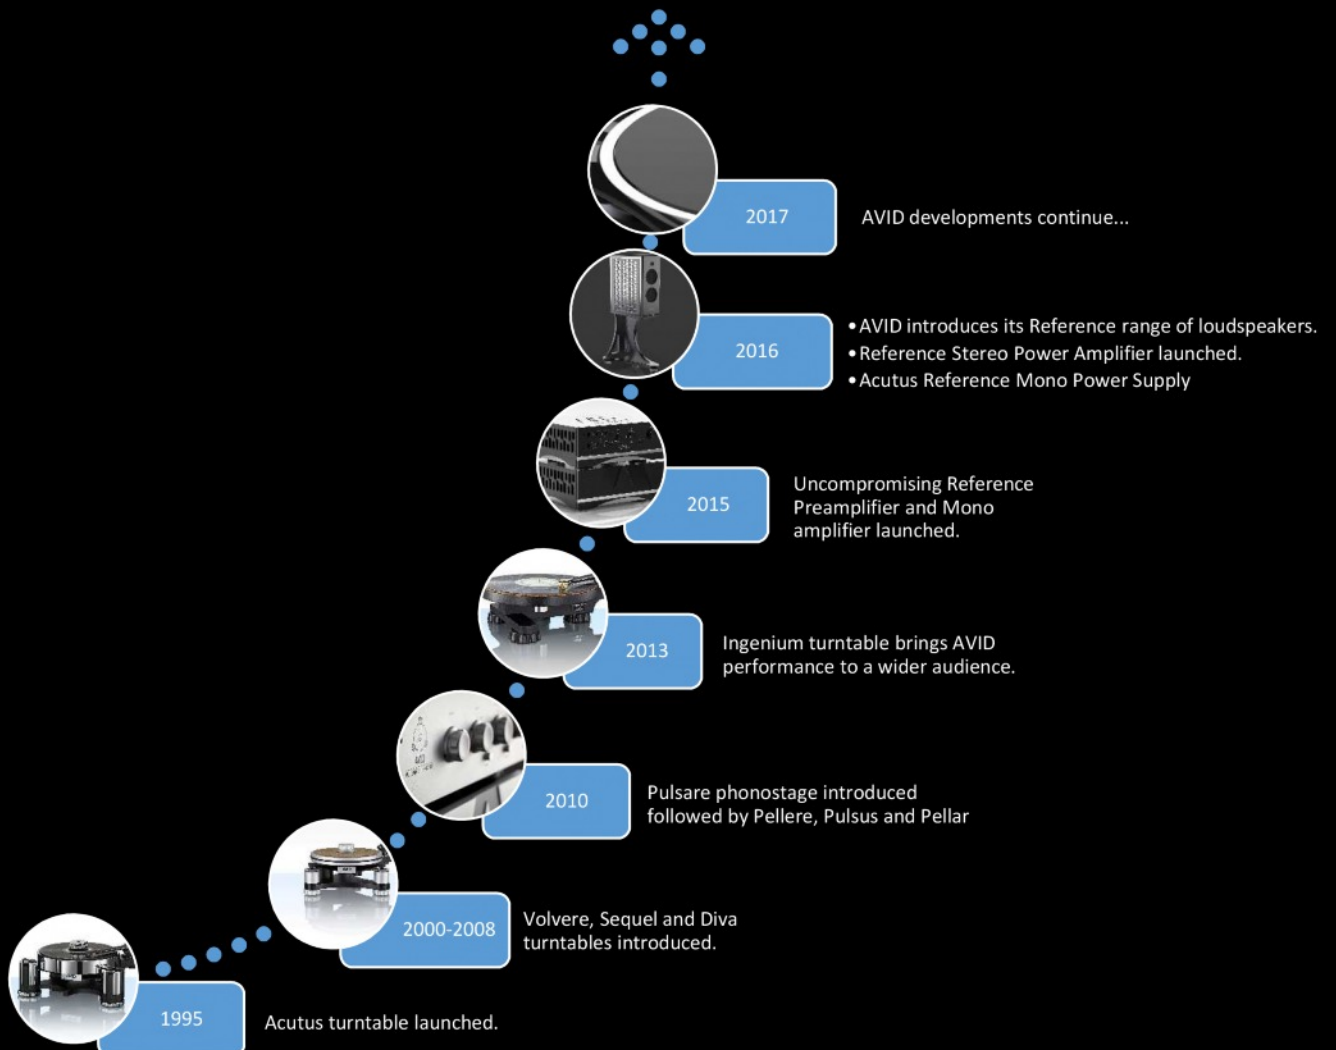 2017
AVID developments continue...
2016
•AVID introduces its Reference range of loudspeakers.
•Reference Stereo Power Amplifier launched.
•Acutus Reference Mono Power Supply
2015
Uncompromising Reference
Preamplifier and Mono
amplifier launched.
2013
Ingenium turntable brings AVID
performance to a wider audience.
2010
Pulsare phonostage introduced
followed by Pellere, Pulsus and Pellar
2000-2008
Volvere, Sequel and Diva
turntables introduced.
1995
Acutus turntable launched.